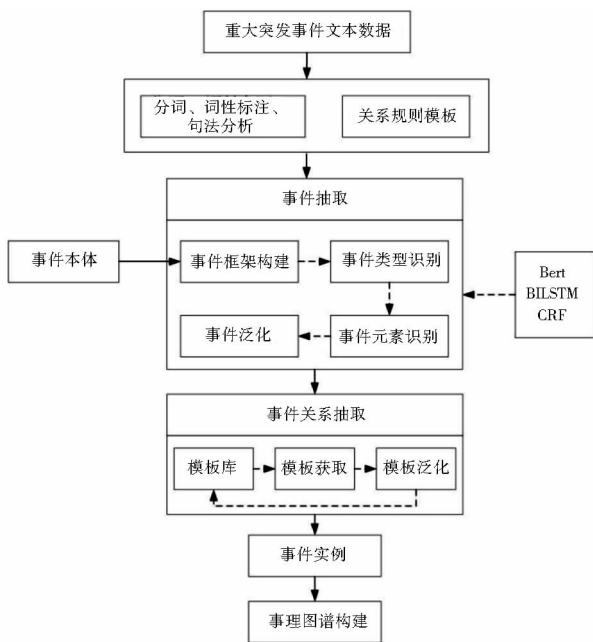 重大突发事件文本数据
分词、词性标注、
句法分析
关系规则模板
事件抽取
事件本体
事件框架构建
事件类型识别
Bert
BILSTM
CRF
事件泛化
事件元素识别
事件关系抽取
模板库
模板获取
模板泛化
事件实例
事理图谱构建